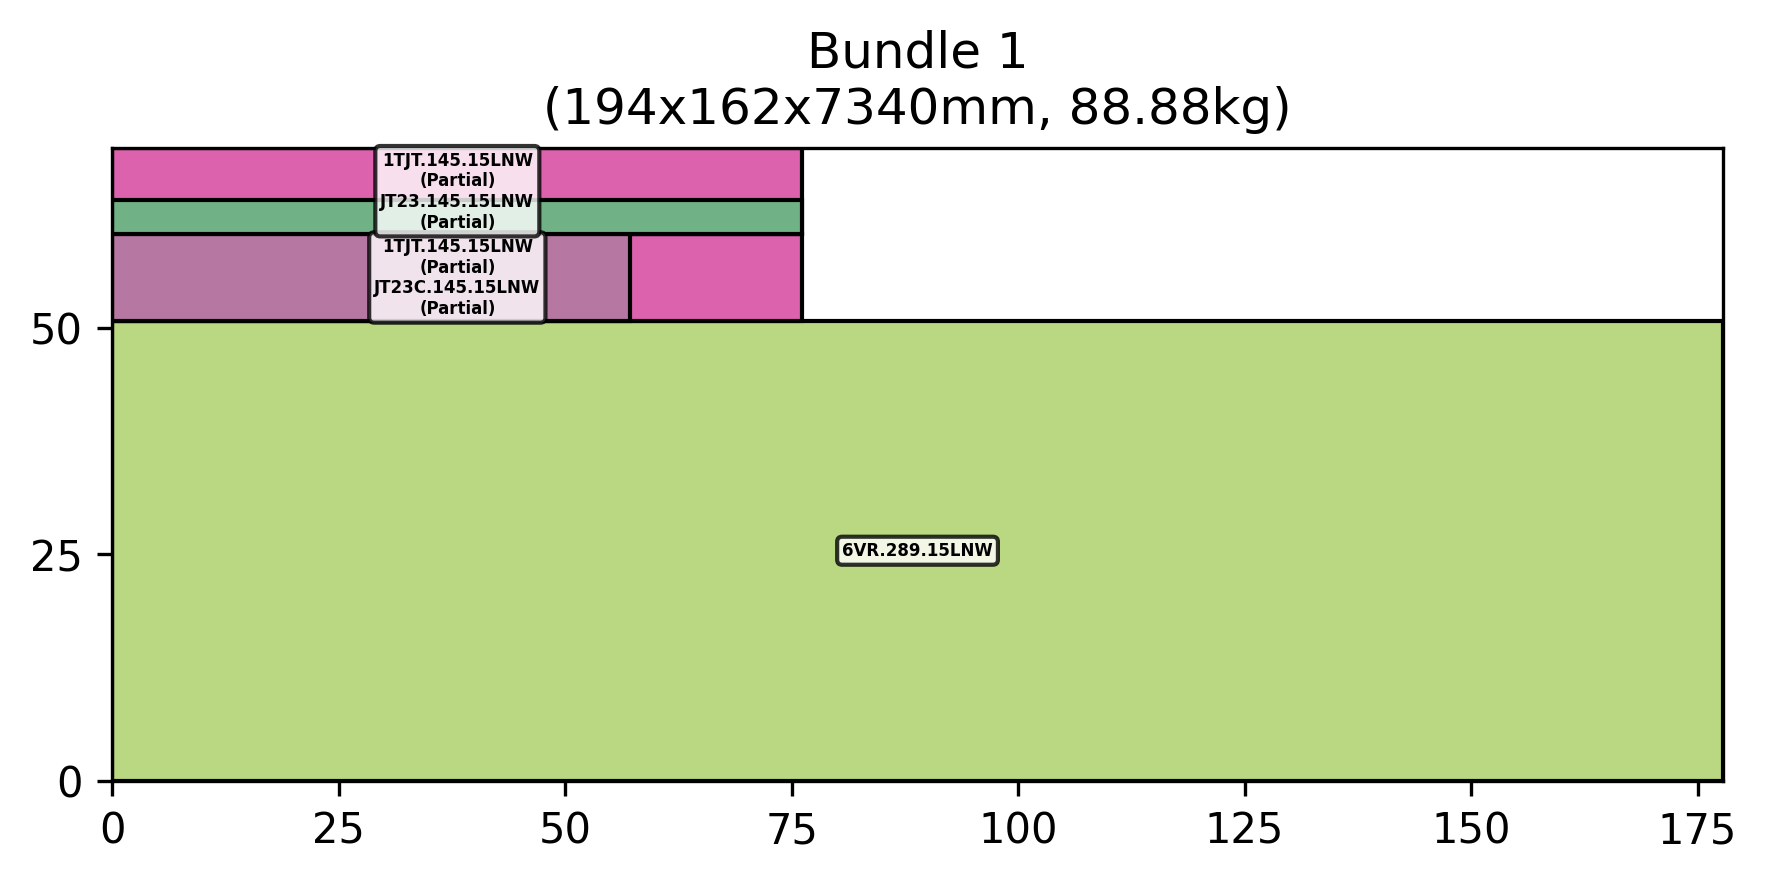 Bundle 1
(194x162x7340mm, 88.88kg)
1TJT.145.15LNW
(Partial)
JT23.145.15LNW
(Partial)
1TJT.145.15LNW
(Partial)
JT23C.145.15LNW
(Partial)
6VR.289.15LNW
50
25
0
0 25 50 75 100 125 150 175